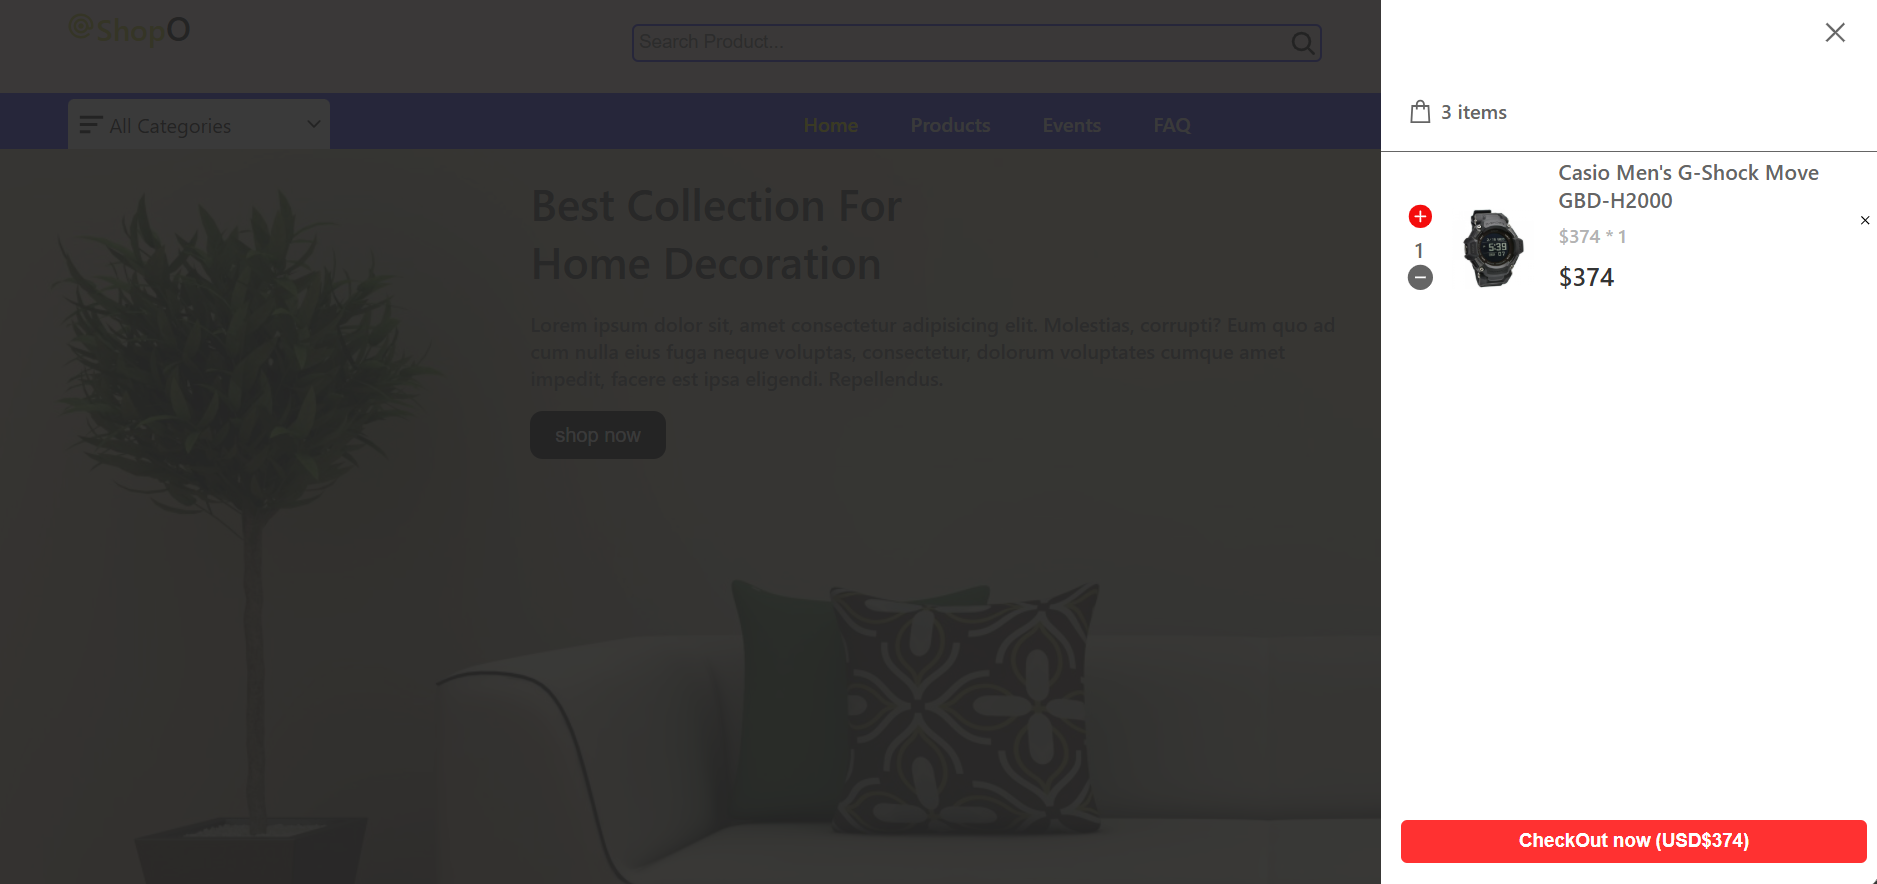 ShopO
Search Product...
All Categories
Home
Products
Events
FAQ
Best Collection For
Home Decoration
Lorem ipsum dolor sit, amet consectetur adipisicing elit. Molestias, corrupti? Eum quo ad
cum nulla eius fuga neque voluptas, consectetur, dolorum voluptates cumque amet
impedit, facere est ipsa eligendi. Repellendus.
shop now
3 items
Casio Men's G-Shock Move
GBD-H2000
1
$374 * 1
$374
5:39
CheckOut now (USD$374)